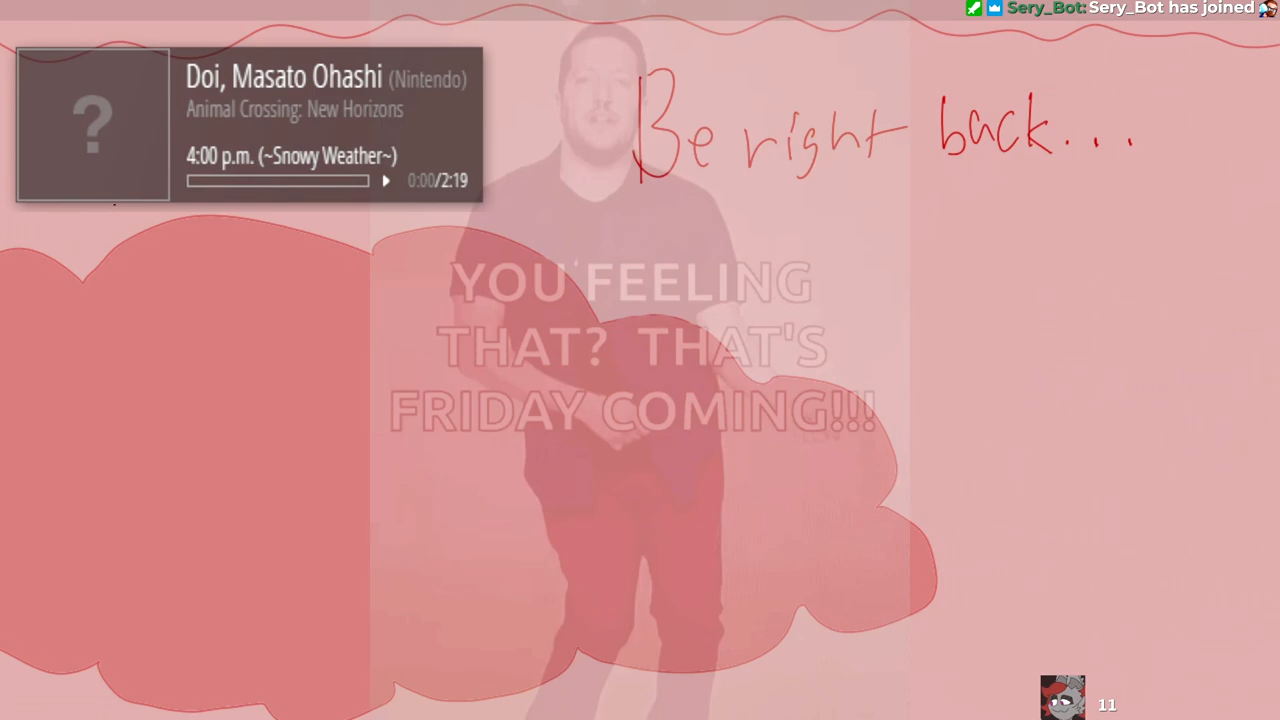 Sery_Bot: Sery_Bot has joined
Doi, Masato Ohashi (Nintendo)
Animal Crossing: New Horizons
4:00 p.m. (~Snowy Weather~)
0:00/2:19
?
Be right back...
YOU FEELING
THAT? THAT'S
FRIDAY COMING!!!
11